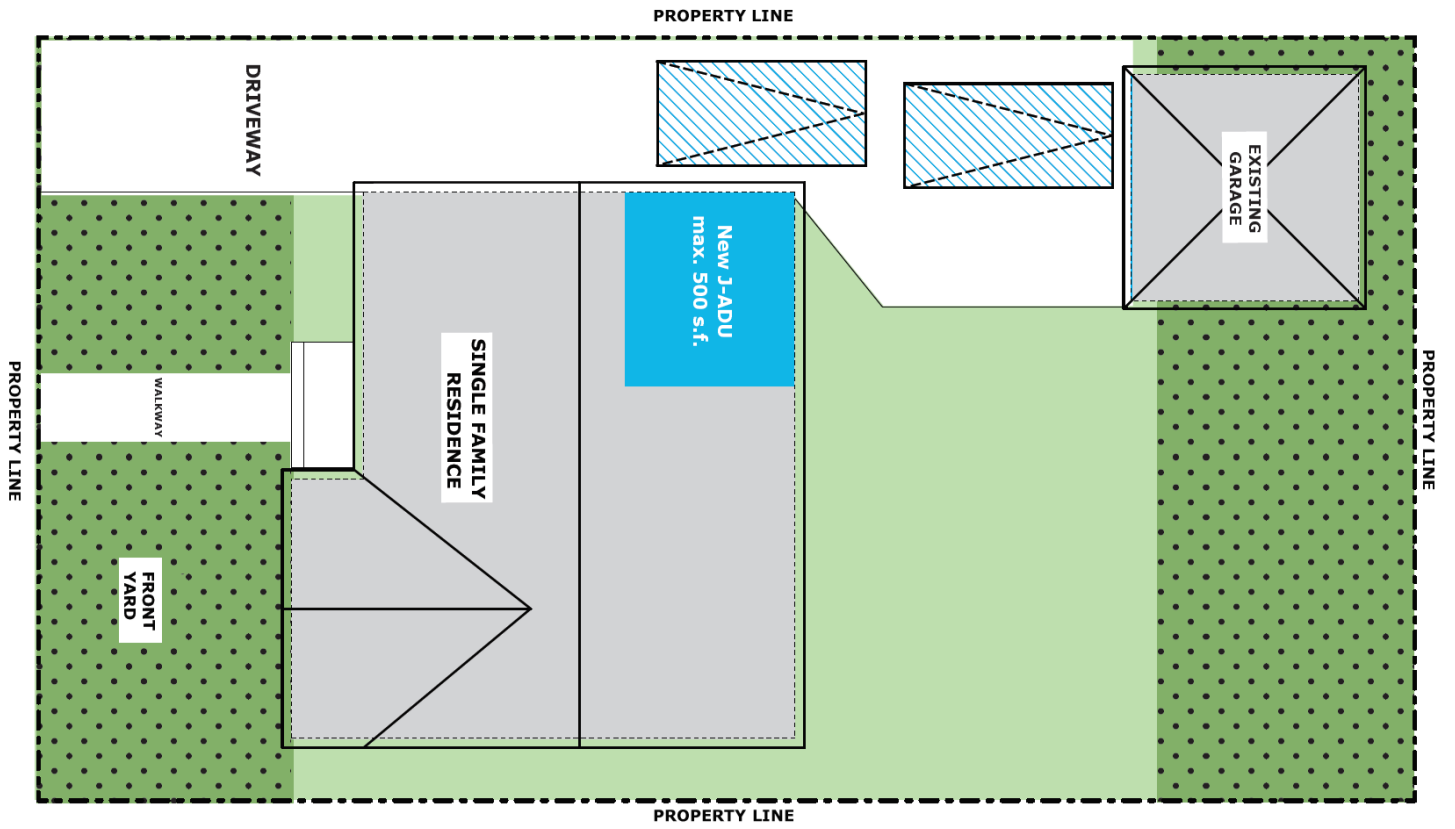 PROPERTY LINE
DRIVEWAY
EXISTING
GARAGE
New J-ADU
max. 500 s.f.
SINGLE FAMILY
RESIDENCE
PROPERTY LINE
WALKWAY
PROPERTY LINE
FRONT
YARD
PROPERTY LINE